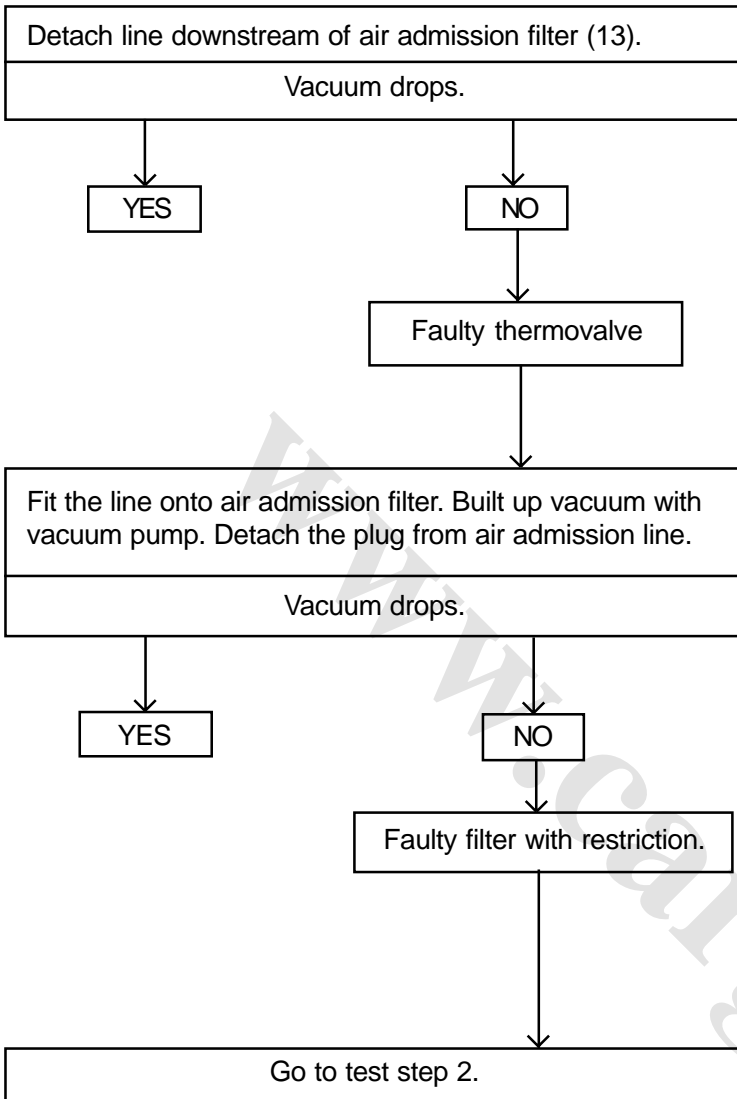 Detach line downstream of air admission filter (13).
Vacuum drops.
YES
NO
Faulty thermovalve
Fit the line onto air admission filter. Built up vacuum with
vacuum pump. Detach the plug from air admission line.
Vacuum drops.
YES
NO
Faulty filter with restriction.
Go to test step 2.
www.car